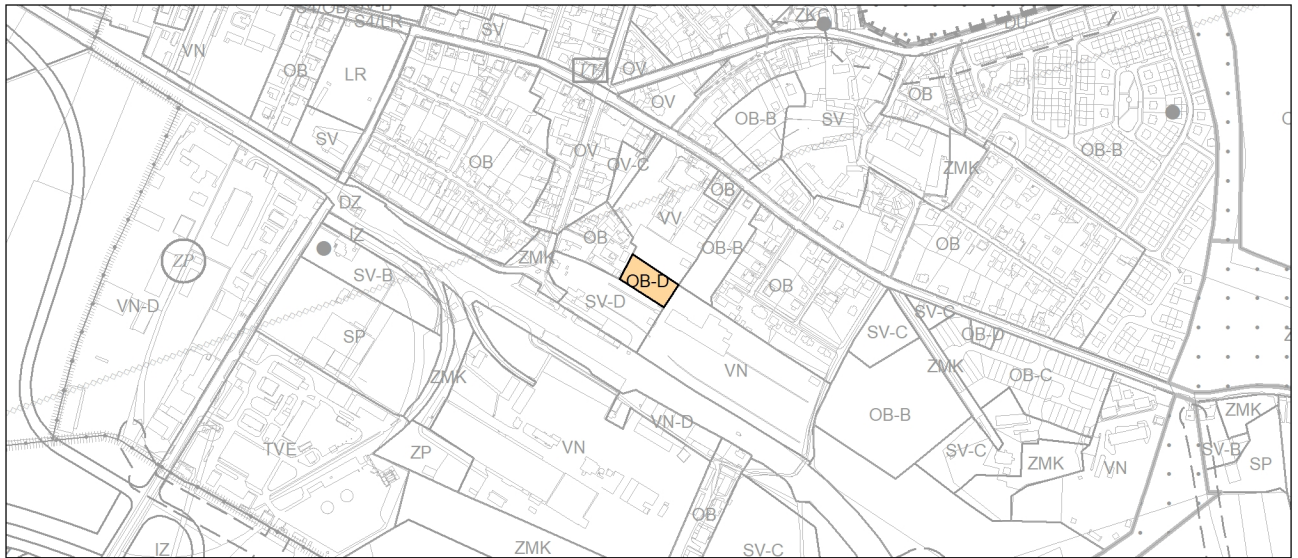 SV
ZKC
VN
OB
LR
OV
OV
OB-B
SV
OB
OB-B
SV
OB
OV
OV-C
ZMK
OB
DZ
VV
OB-B
OB
IZ
ZP
SV-B
ZMK
OB
OB-D
OB
VN-D
SV-D
SV-C
SV-C
OB-D
SP
VN
ZMK
OB-C
ZMK
OB-B
ZMK
VN-D
SV-B
TVE
ZP
VN
SV-C
ZMK
VN
SP
OB
IZ
ZMK
SV-C